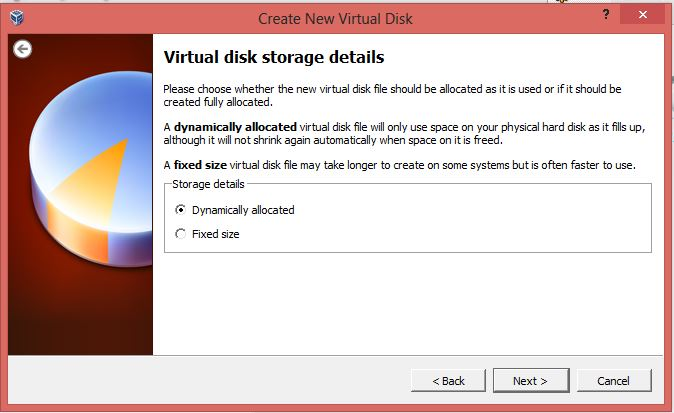 Create New Virtual Disk
?
Virtual disk storage details
Please choose whether the new virtual disk file should be allocated as it is used or if it should be
created fully allocated.
A dynamically allocated virtual disk file will only use space on your physical hard disk as it fills up,
although it will not shrink again automatically when space on it is freed.
A fixed size virtual disk file may take longer to create on some systems but is often faster to use.
Storage details
Dynamically allocated
Fixed size
< Back
Next >
Cancel